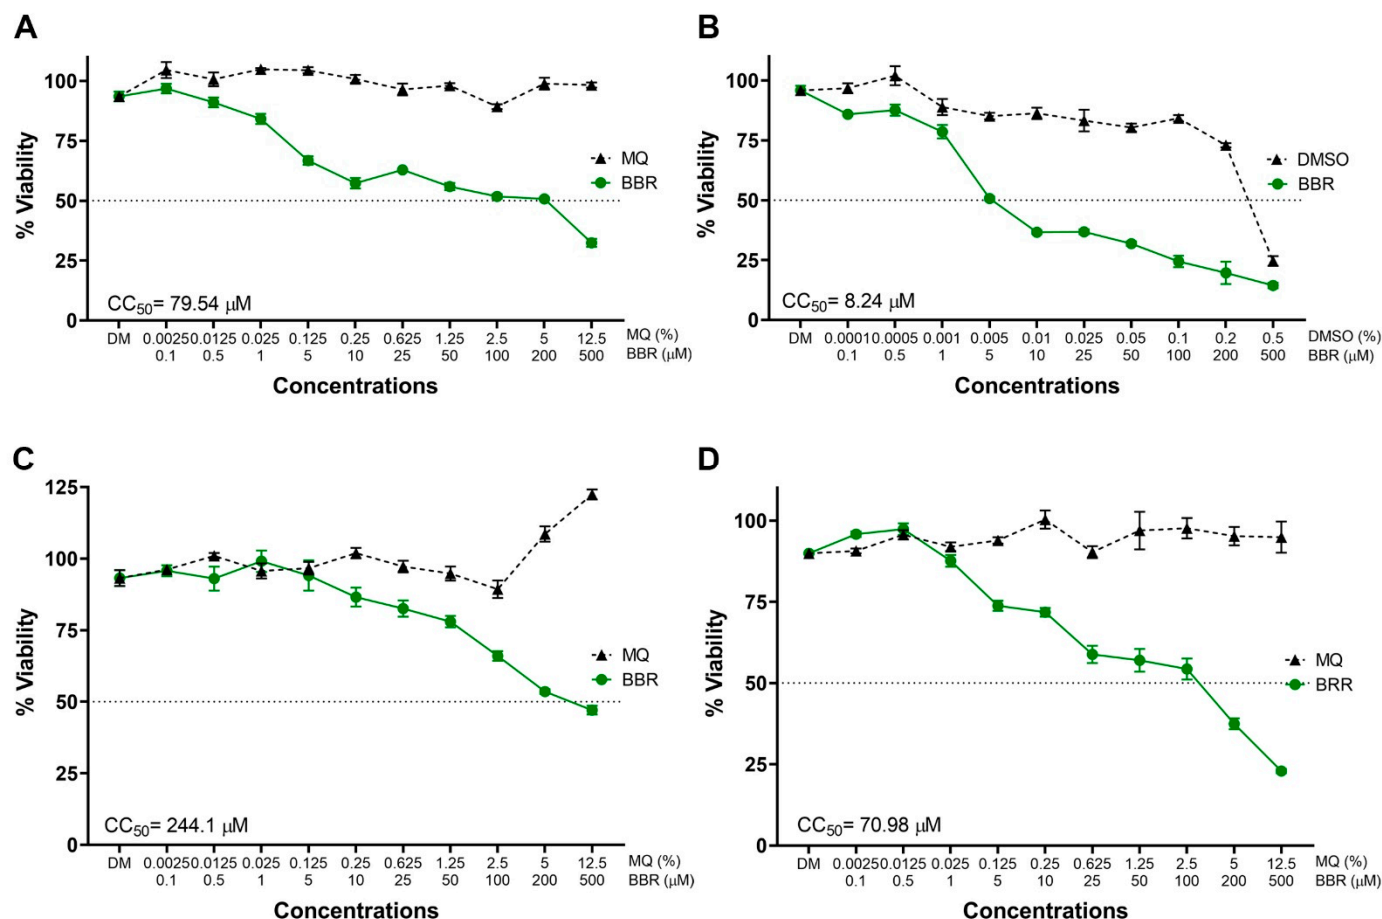 A
% Viability
100
75
50
25
0
MQ
BBR
CC50= 79.54 µM
DM 0.00250 0.0125 0.025 0.125 0.25 0.625 1.25 2.5 5 12.5 MQ (%)
0.1 0.5 1 5 10 25 50 100 200 500 BBR (µM)
Concentrations
B
% Viability
100
75
50
25
0
DMSO
BBR
CC50= 8.24 µM
DM 0.00010 0.0005 0.001 0.005 0.01 0.025 0.05 0.1 0.2 0.5 DMSO (%)
0.1 0.5 1 5 10 25 50 100 200 500 BBR (µM)
Concentrations
C
% Viability
125
100
75
50
25
0
MQ
BBR
CC50= 244.1 µM
DM 0.00250 0.0125 0.025 0.125 0.25 0.625 1.25 2.5 5 12.5 MQ (%)
0.1 0.5 1 5 10 25 50 100 200 500 BBR (µM)
Concentrations
D
% Viability
100
75
50
25
0
MQ
BRR
CC50= 70.98 µM
DM 0.00250 0.0125 0.025 0.125 0.25 0.625 1.25 2.5 5 12.5 MQ (%)
0.1 0.5 1 5 10 25 50 100 200 500 BBR (µM)
Concentrations